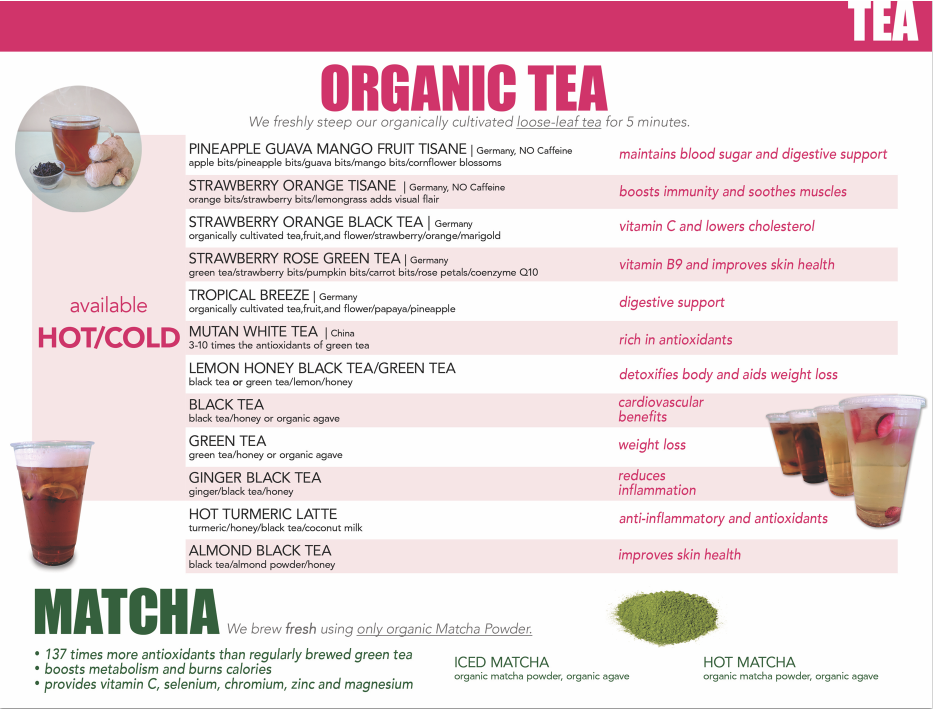 TEA
ORGANIC TEA
We freshly steep our organically cultivated loose-leaf tea for 5 minutes.
PINEAPPLE GUAVA MANGO FRUIT TISANE | Germany, NO Caffeine
apple bits/pineapple bits/guava bits/mango bits/cornflower blossoms
maintains blood sugar and digestive support
STRAWBERRY ORANGE TISANE | Germany, NO Caffeine
orange bits/strawberry bits/lemongrass adds visual flair
boosts immunity and soothes muscles
STRAWBERRY ORANGE BLACK TEA | Germany
organically cultivated tea,fruit,and flower/strawberry/orange/marigold
vitamin C and lowers cholesterol
STRAWBERRY ROSE GREEN TEA | Germany
green tea/strawberry bits/pumpkin bits/carrot bits/rose petals/coenzyme Q10
vitamin B9 and improves skin health
TROPICAL BREEZE | Germany
organically cultivated tea,fruit,and flower/papaya/pineapple
digestive support
available
HOT/COLD
MUTAN WHITE TEA | China
3-10 times the antioxidants of green tea
rich in antioxidants
LEMON HONEY BLACK TEA/GREEN TEA
black tea or green tea/lemon/honey
detoxifies body and aids weight loss
BLACK TEA
black tea/honey or organic agave
cardiovascular
benefits
GREEN TEA
green tea/honey or organic agave
weight loss
GINGER BLACK TEA
ginger/black tea/honey
reduces
inflammation
HOT TURMERIC LATTE
turmeric/honey/black tea/coconut milk
anti-inflammatory and antioxidants
ALMOND BLACK TEA
black tea/almond powder/honey
improves skin health
MATCHA
We brew fresh using only organic Matcha Powder.
• 137 times more antioxidants than regularly brewed green tea
• boosts metabolism and burns calories
• provides vitamin C, selenium, chromium, zinc and magnesium
ICED MATCHA
organic matcha powder, organic agave
HOT MATCHA
organic matcha powder, organic agave